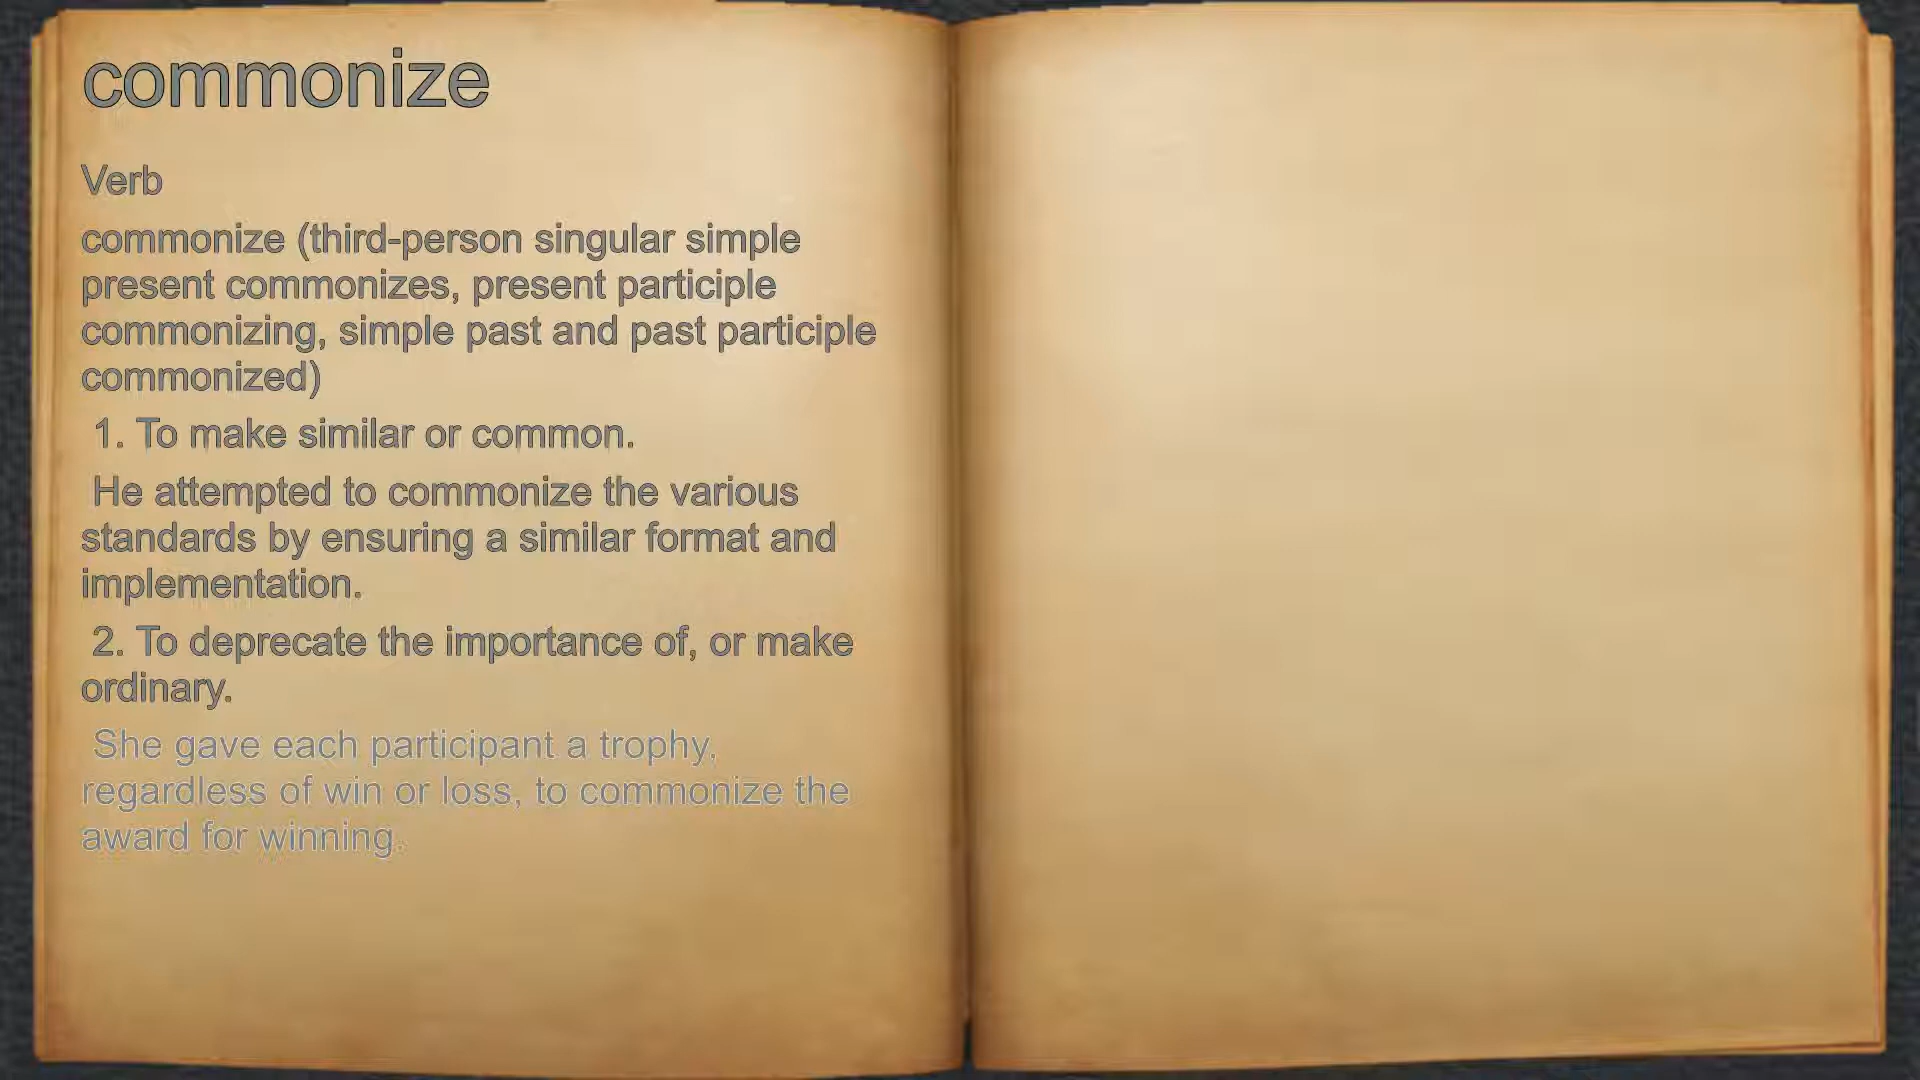 commonize
Verb
commonize (third-person singular simple
present commonizes, present participle
commonizing, simple past and past participle
commonized)
1. To make similar or common.
He attempted to commonize the various
standards by ensuring a similar format and
implementation.
2. To deprecate the importance of, or make
ordinary.
She gave each participant a trophy,
regardless of win or loss, to commonize the
award for winning.